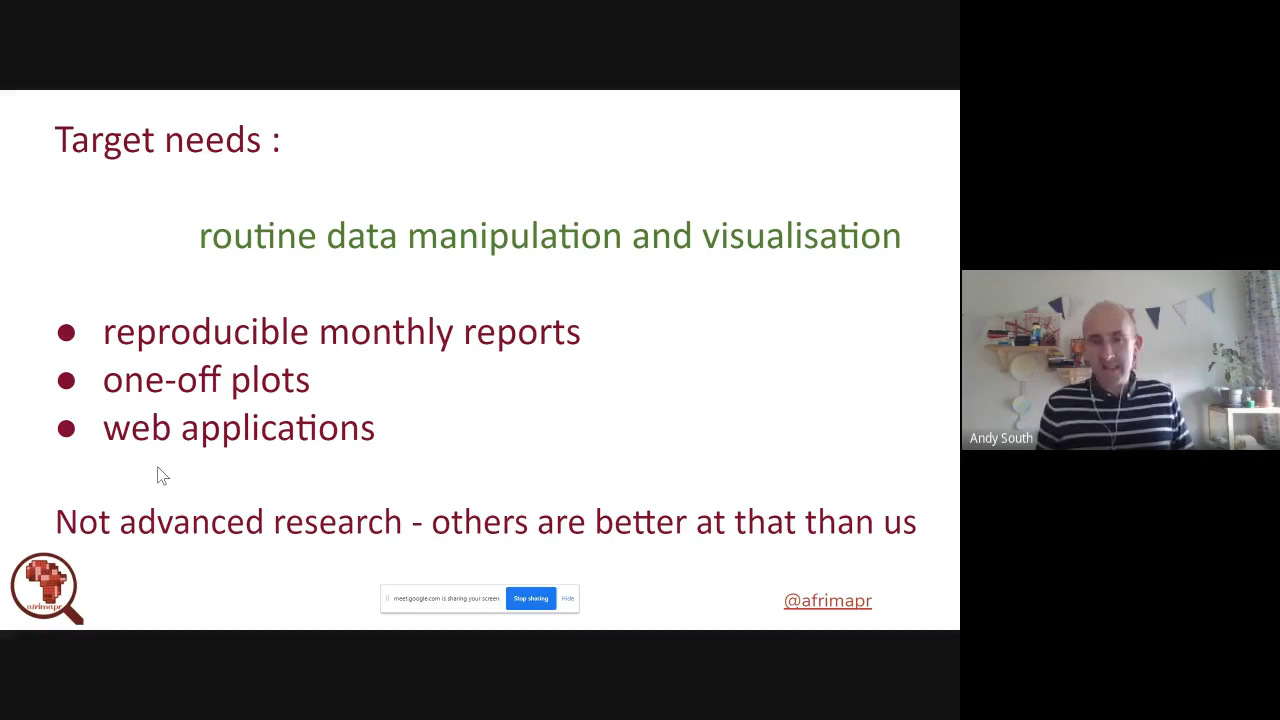 Target needs :
routine data manipulation and visualisation
● reproducible monthly reports
● one-off plots
● web applications
Not advanced research - others are better at that than us
afrimapr
meet.google.com is sharing your screen.
Stop sharing
Hide
@afrimapr
Andy South